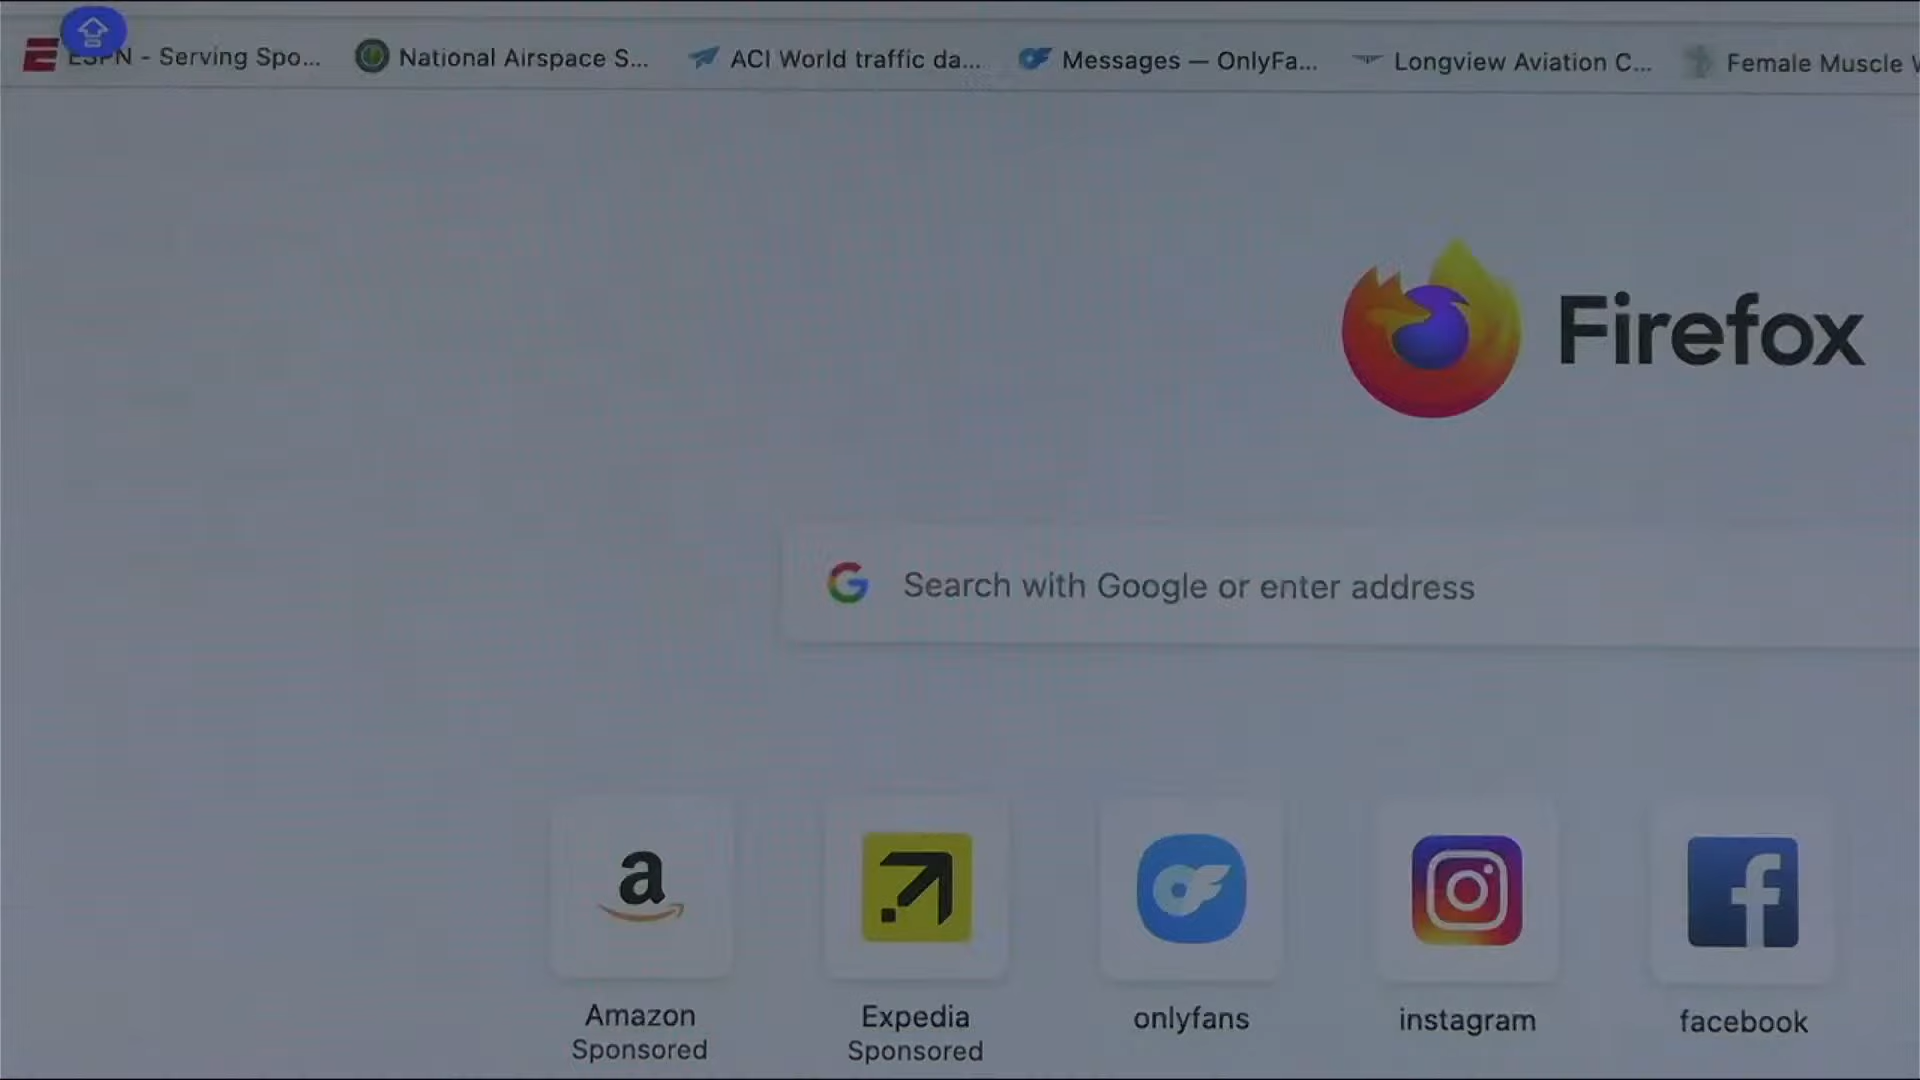 ESPN - Serving Spo...
National Airspace S...
ACI World traffic da...
Messages — OnlyFa...
Longview Aviation C...
Female Muscle
Firefox
Search with Google or enter address
a
Amazon
Sponsored
Expedia
Sponsored
onlyfans
instagram
facebook